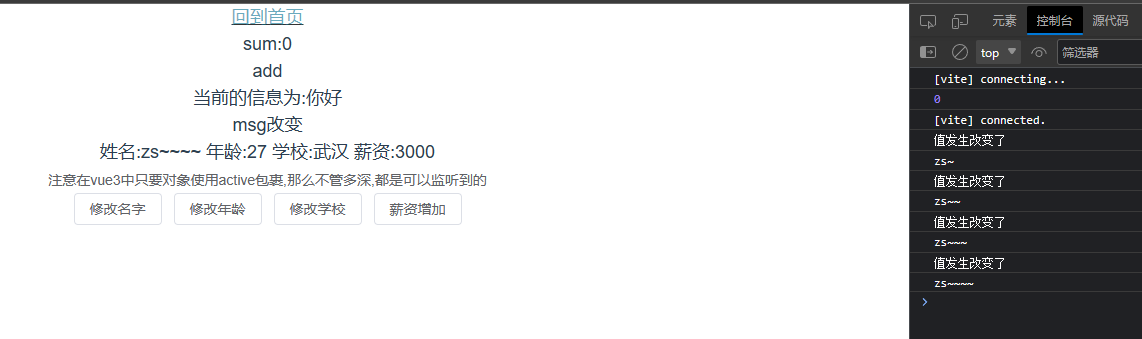 回到首页
sum:0
add
当前的信息为:你好
msg改变
姓名:zs~~~~ 年龄:27 学校:武汉 薪资:3000
注意在vue3中只要对象使用active包裹,那么不管多深,都是可以监听到的
修改名字 修改年龄 修改学校 薪资增加
元素 控制台 源代码
top 筛选器
[vite] connecting...
0
[vite] connected.
值发生改变了
zs~
值发生改变了
zs~~
值发生改变了
zs~~~
值发生改变了
zs~~~~